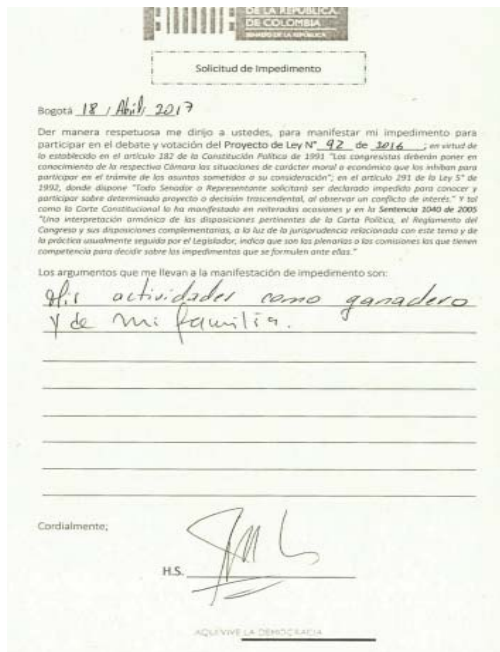 DE LA REPÚBLICA
DE COLOMBIA
Solicitud de Impedimento
Bogotá 18 / Abril / 2017
Der manera respetuosa me dirijo a ustedes, para manifestar mi impedimento para
participar en el debate y votación del Proyecto de Ley N° 92 de 2016 ; en virtud de
lo establecido en el artículo 182 de la Constitución Política de 1991 "Los congresistas deberán poner en
conocimiento de la respectiva Cámara las situaciones de carácter moral o económico que los inhiban para
participar en el trámite de los asuntos sometidos a su consideración"; en el artículo 291 de la Ley 5° de
1992, donde dispone "Todo Senador o Representante solicitará ser declarado impedido para conocer y
participar sobre determinado proyecto o decisión trascendental, al observar un conflicto de interés." Y tal
como la Corte Constitucional lo ha manifestado en reiteradas ocasiones y en la Sentencia 1040 de 2005
"Una interpretación armónica de las disposiciones pertinentes de la Carta Política, el Reglamento del
Congreso y sus disposiciones complementarias, a la luz de la jurisprudencia relacionada con este tema y de
la práctica usualmente seguida por el Legislador, indica que son las plenarias o las comisiones las que tienen
competencia para decidir sobre los impedimentos que se formulen ante ellas."
Los argumentos que me llevan a la manifestación de impedimento son:
Mis actividades como ganadero
y de mi familia.
Cordialmente;
H.S.
AQUI VIVE LA DEMOCRACIA